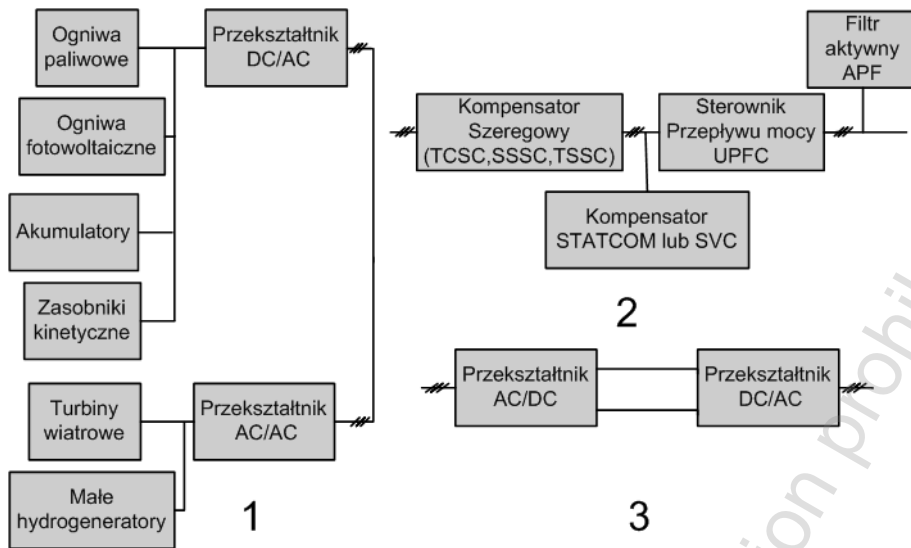 Ogniwa
paliwowe
Przekształtnik
DC/AC
Ogniwa
fotowoltaiczne
Akumulatory
Zasobniki
kinetyczne
Turbiny
wiatrowe
Przekształtnik
AC/AC
Małe
hydrogeneratory
1
Filtr
aktywny
APF
Kompensator
Szeregowy
(TCSC,SSSC,TSSC)
Sterownik
Przepływu mocy
UPFC
Kompensator
STATCOM lub SVC
2
Przekształtnik
AC/DC
Przekształtnik
DC/AC
3